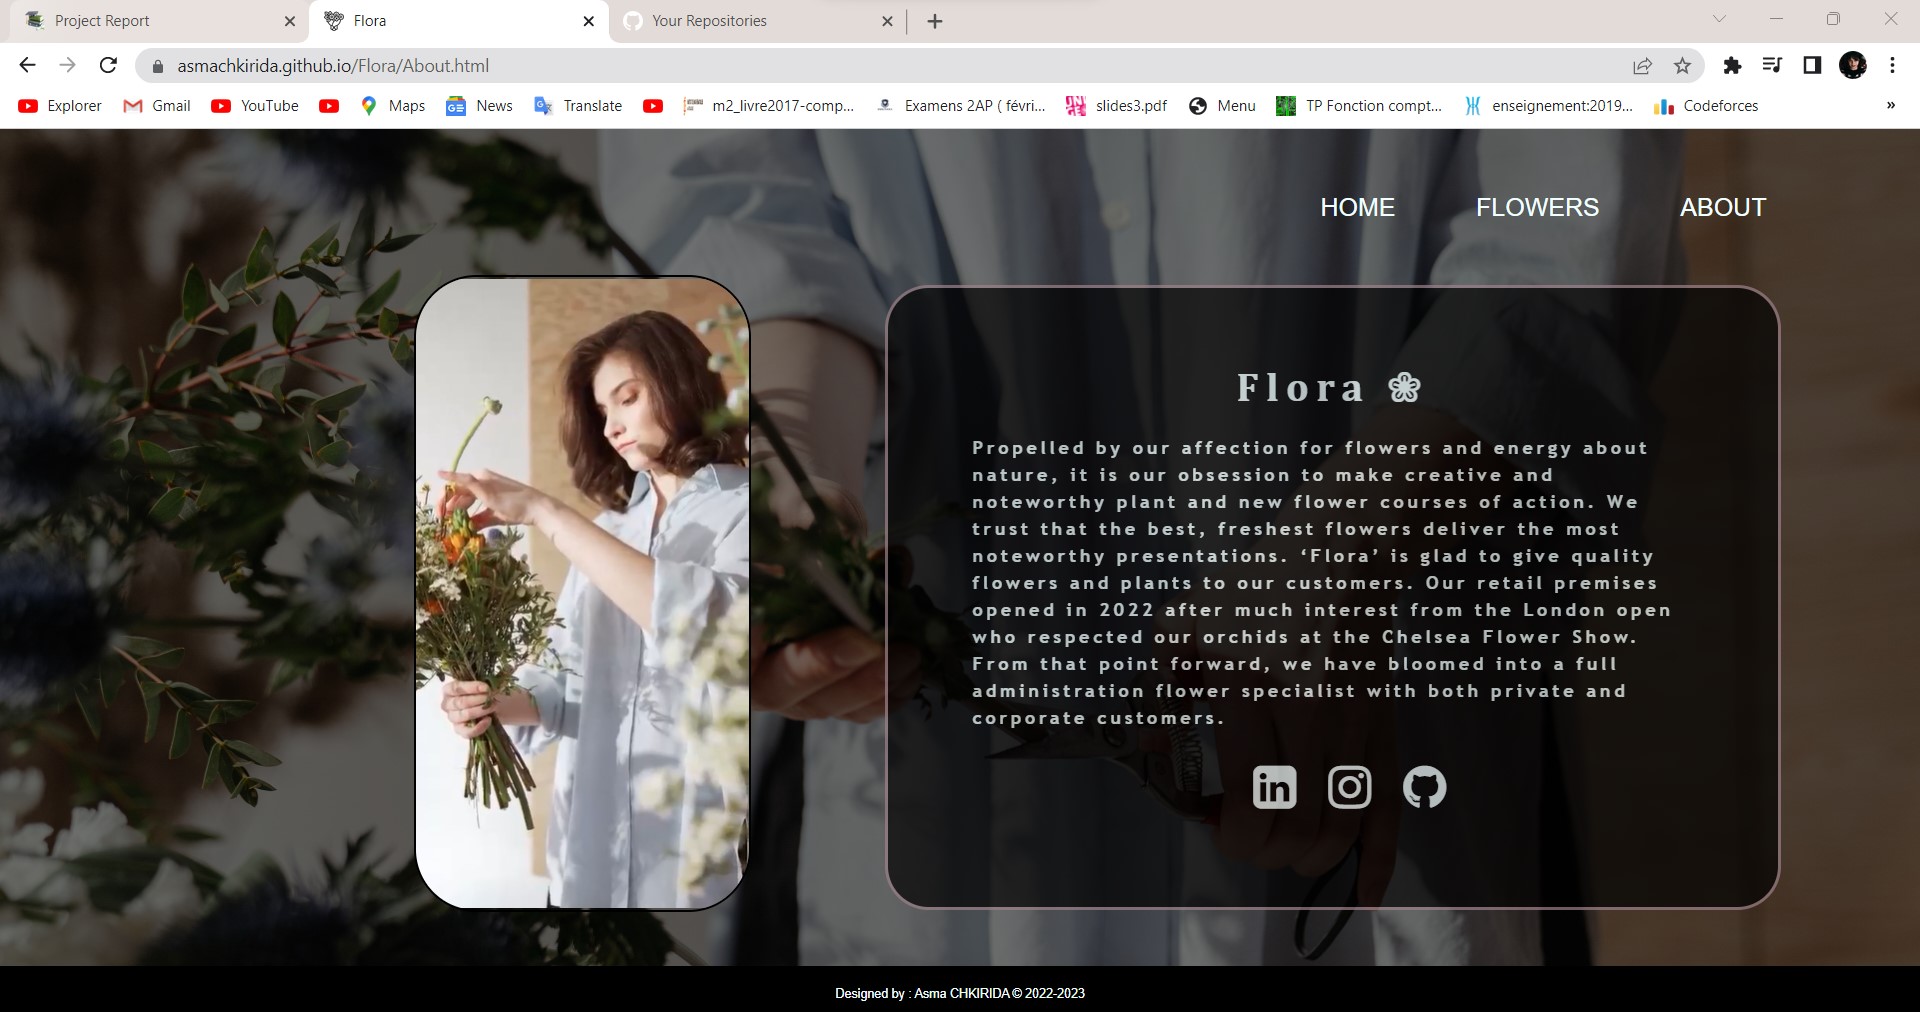 Project Report
Flora
Your Repositories
asmachkirida.github.io/Flora/About.html
Explorer
Gmail
YouTube
Maps
News
Translate
m2_livre2017-comp...
Examens 2AP ( févri...
slides3.pdf
Menu
TP Fonction compt...
enseignement:2019...
Codeforces
»
HOME
FLOWERS
ABOUT
Flora ❀
Propelled by our affection for flowers and energy about
nature, it is our obsession to make creative and
noteworthy plant and new flower courses of action. We
trust that the best, freshest flowers deliver the most
noteworthy presentations. ‘Flora’ is glad to give quality
flowers and plants to our customers. Our retail premises
opened in 2022 after much interest from the London open
who respected our orchids at the Chelsea Flower Show.
From that point forward, we have bloomed into a full
administration flower specialist with both private and
corporate customers.
in
Designed by : Asma CHKIRIDA © 2022-2023